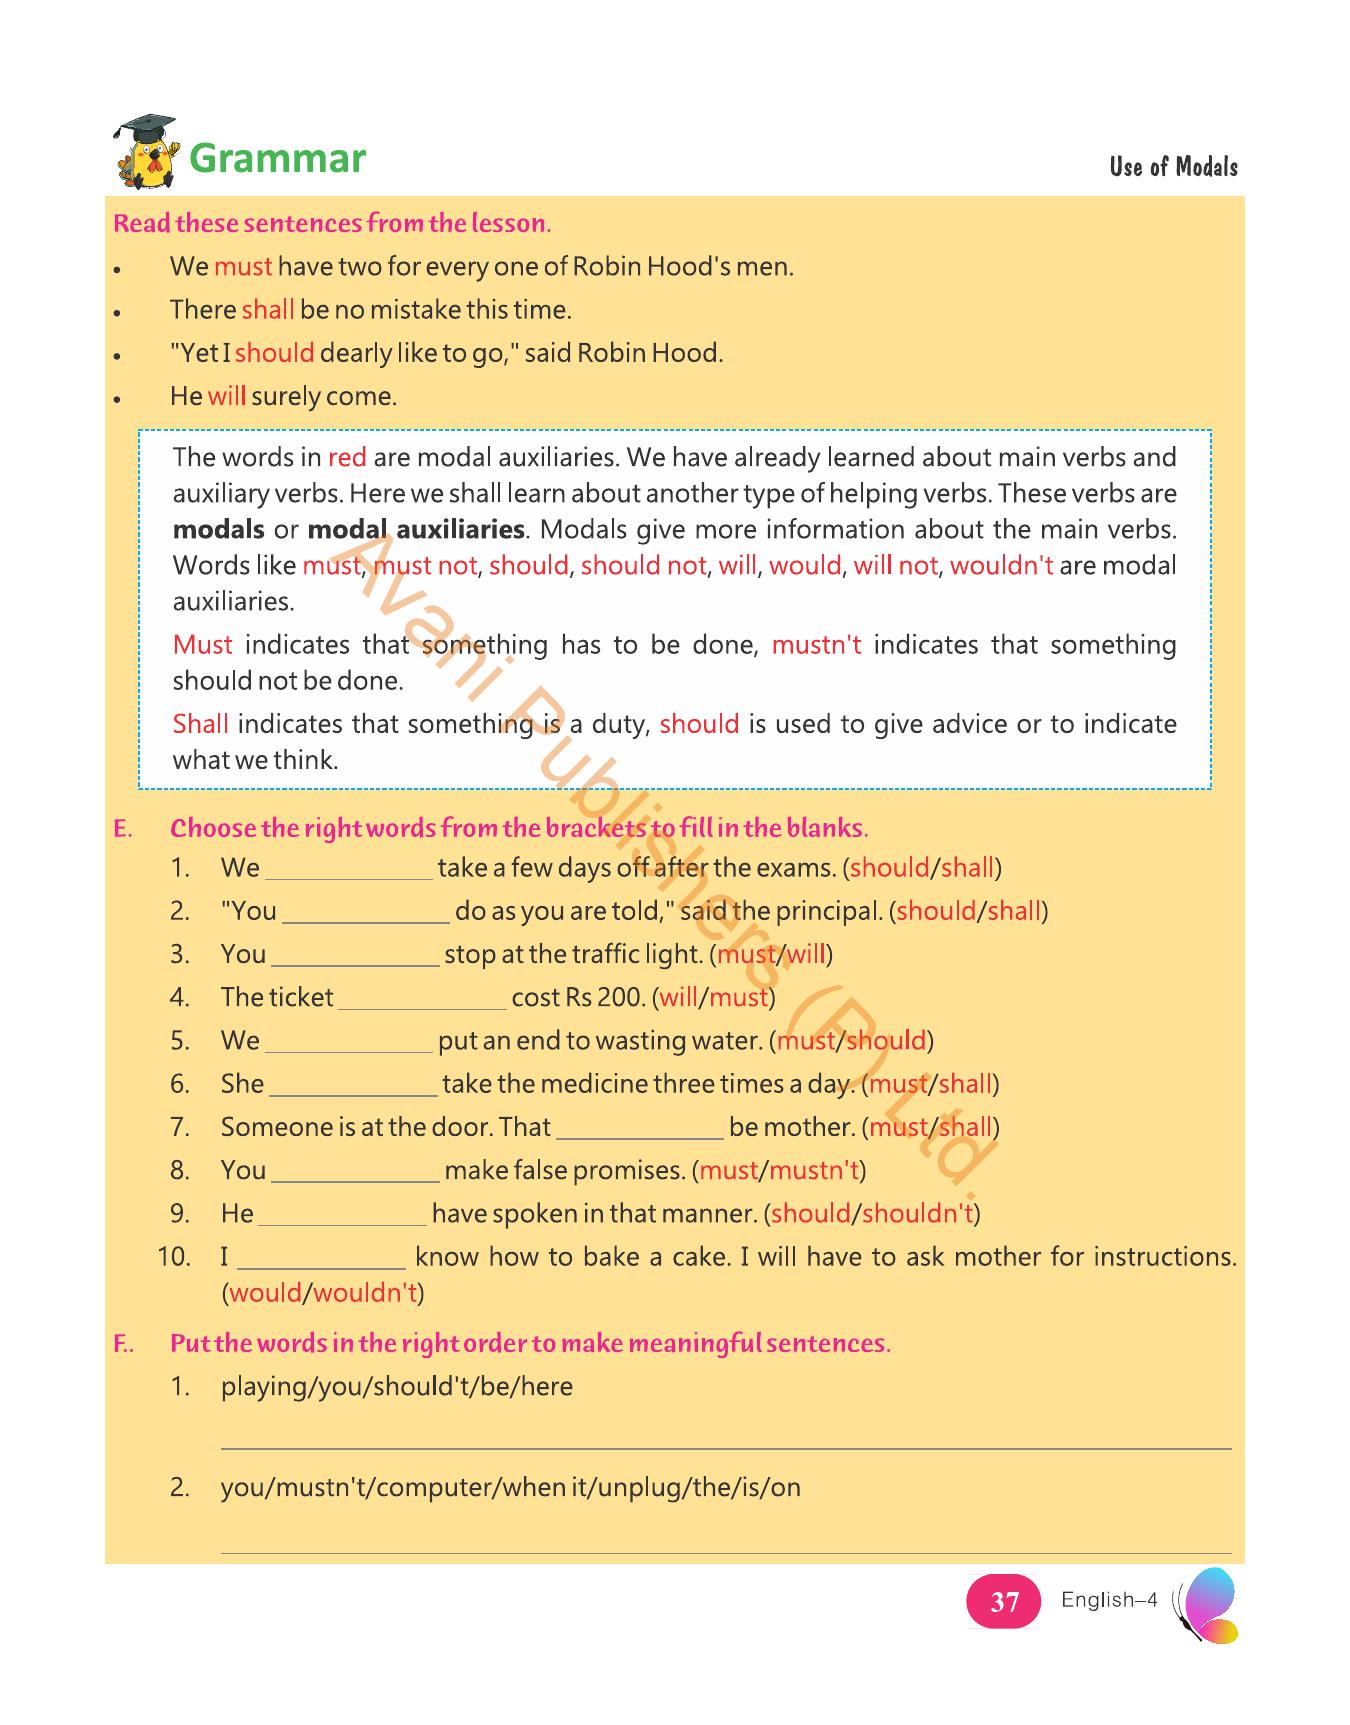 Grammar
Use of Modals
Read these sentences from the lesson.
• We must have two for every one of Robin Hood's men.
• There shall be no mistake this time.
• "Yet I should dearly like to go," said Robin Hood.
• He will surely come.
The words in red are modal auxiliaries. We have already learned about main verbs and
auxiliary verbs. Here we shall learn about another type of helping verbs. These verbs are
modals or modal auxiliaries. Modals give more information about the main verbs.
Words like must, must not, should, should not, will, would, will not, wouldn't are modal
auxiliaries.
Must indicates that something has to be done, mustn't indicates that something
should not be done.
Shall indicates that something is a duty, should is used to give advice or to indicate
what we think.
E. Choose the right words from the brackets to fill in the blanks.
1. We ____________ take a few days off after the exams. (should/shall)
2. "You ____________ do as you are told," said the principal. (should/shall)
3. You ____________ stop at the traffic light. (must/will)
4. The ticket ____________ cost Rs 200. (will/must)
5. We ____________ put an end to wasting water. (must/should)
6. She ____________ take the medicine three times a day. (must/shall)
7. Someone is at the door. That ____________ be mother. (must/shall)
8. You ____________ make false promises. (must/mustn't)
9. He ____________ have spoken in that manner. (should/shouldn't)
10. I ____________ know how to bake a cake. I will have to ask mother for instructions.
(would/wouldn't)
F.. Put the words in the right order to make meaningful sentences.
1. playing/you/should't/be/here
2. you/mustn't/computer/when it/unplug/the/is/on
37 English–4
Avani Publishers (P) Ltd.